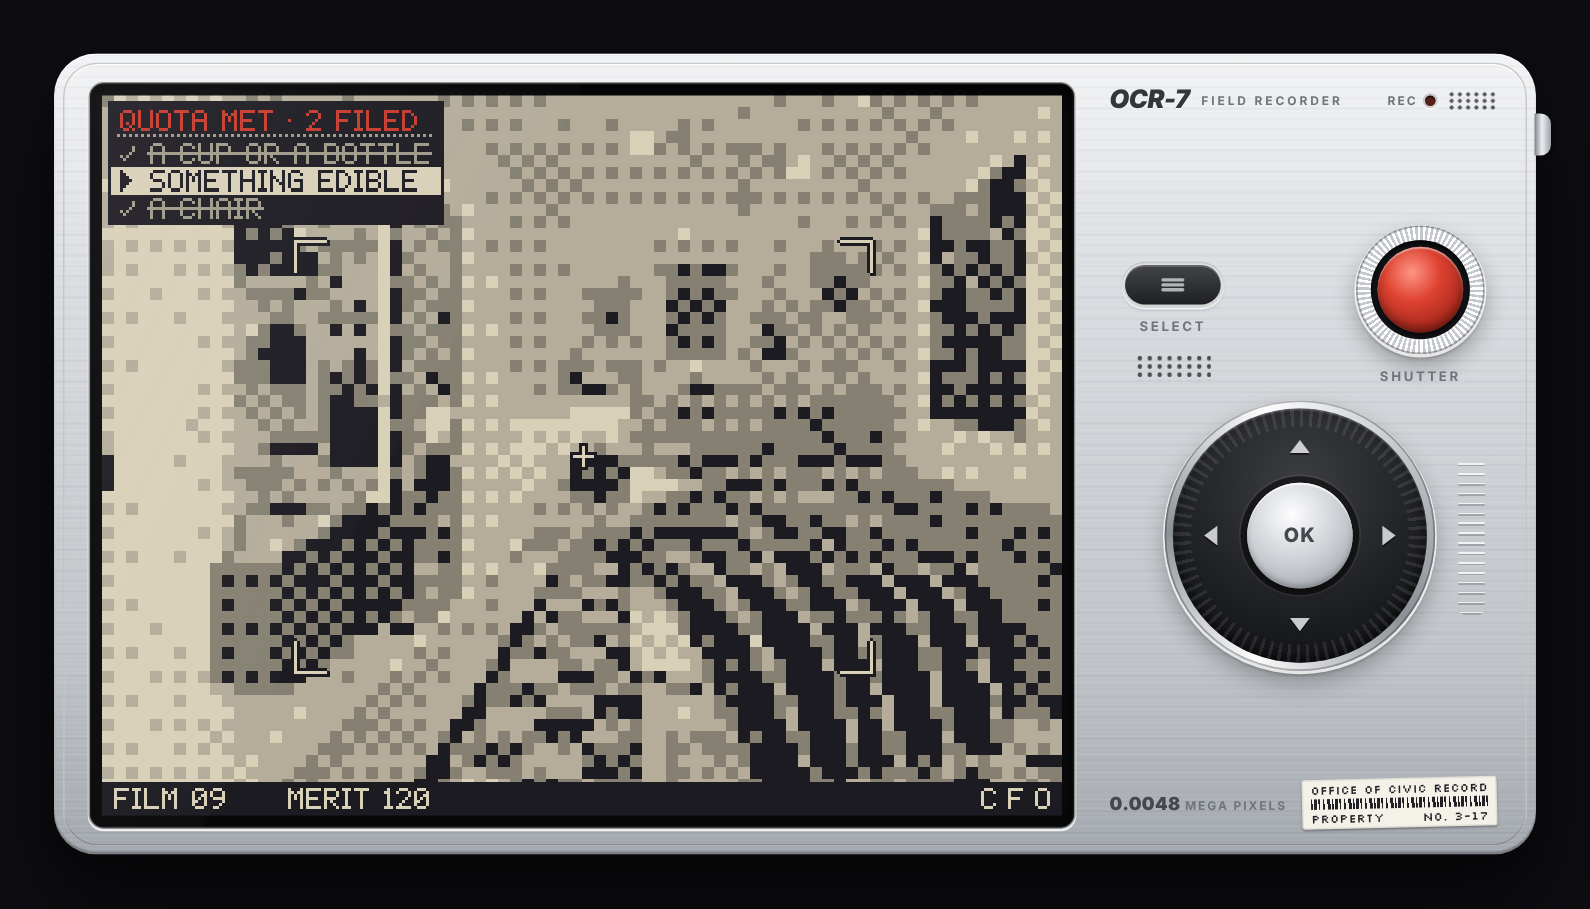 QUOTA MET · 2 FILED
✓ A CUP OR A BOTTLE
▶ SOMETHING EDIBLE
✓ A CHAIR
FILM 09 MERIT 120 C F O
OCR-7 FIELD RECORDER REC
SELECT
SHUTTER
OK
0.0048 MEGA PIXELS
OFFICE OF CIVIC RECORD
PROPERTY NO. 3-17